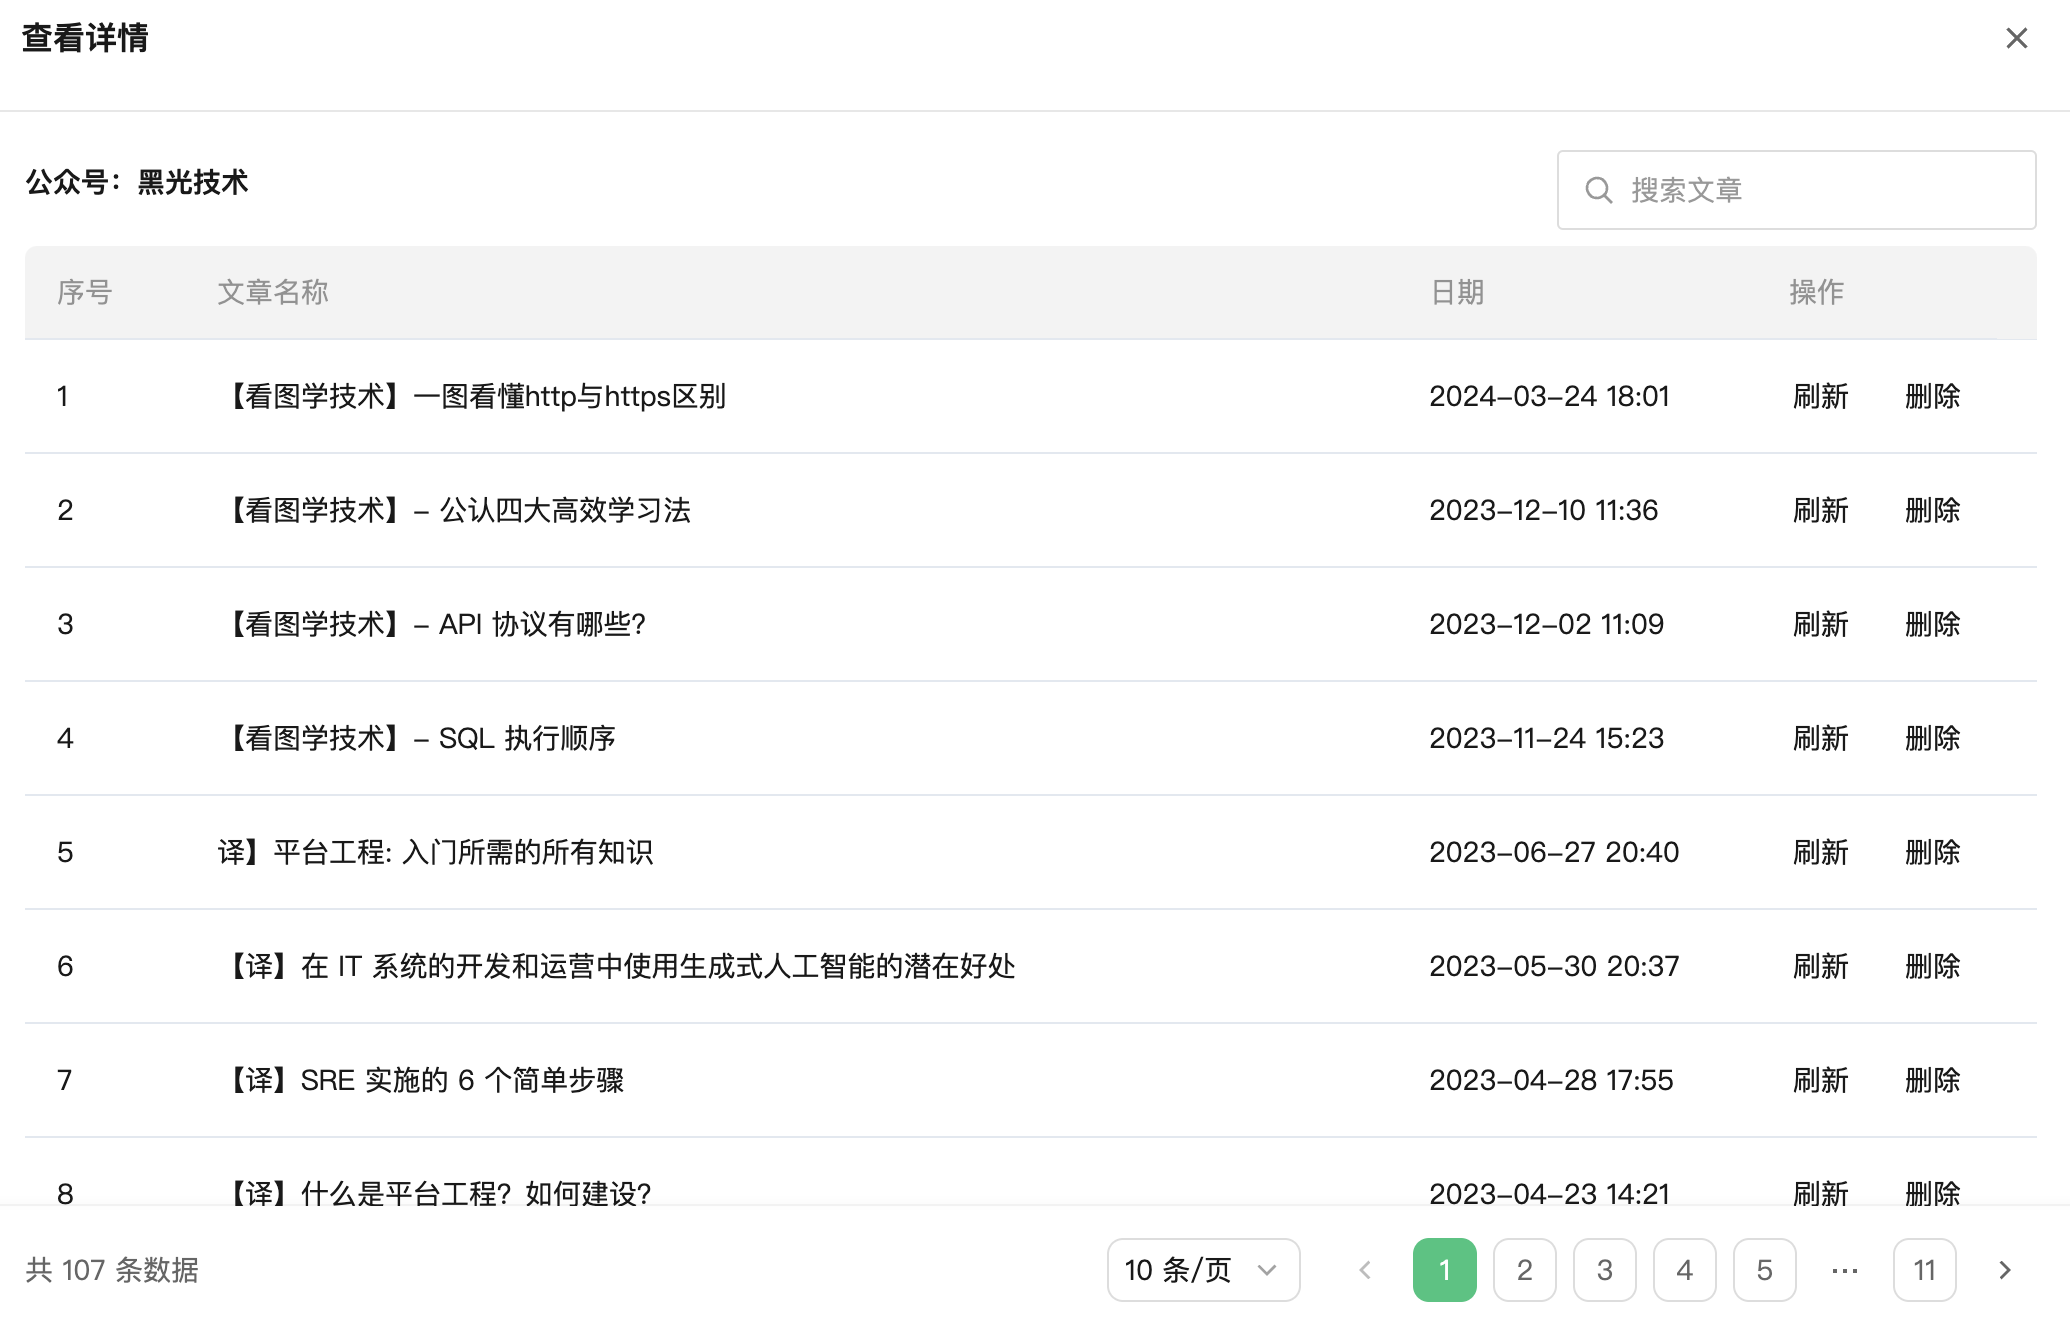 查看详情
公众号：黑光技术
搜索文章
序号 文章名称 日期 操作
1 【看图学技术】一图看懂http与https区别 2024-03-24 18:01 刷新 删除
2 【看图学技术】- 公认四大高效学习法 2023-12-10 11:36 刷新 删除
3 【看图学技术】- API 协议有哪些? 2023-12-02 11:09 刷新 删除
4 【看图学技术】- SQL 执行顺序 2023-11-24 15:23 刷新 删除
5 译】平台工程: 入门所需的所有知识 2023-06-27 20:40 刷新 删除
6 【译】在 IT 系统的开发和运营中使用生成式人工智能的潜在好处 2023-05-30 20:37 刷新 删除
7 【译】SRE 实施的 6 个简单步骤 2023-04-28 17:55 刷新 删除
8 【译】什么是平台工程？如何建设? 2023-04-23 14:21 刷新 删除
共 107 条数据 10 条/页 1 2 3 4 5 ··· 11